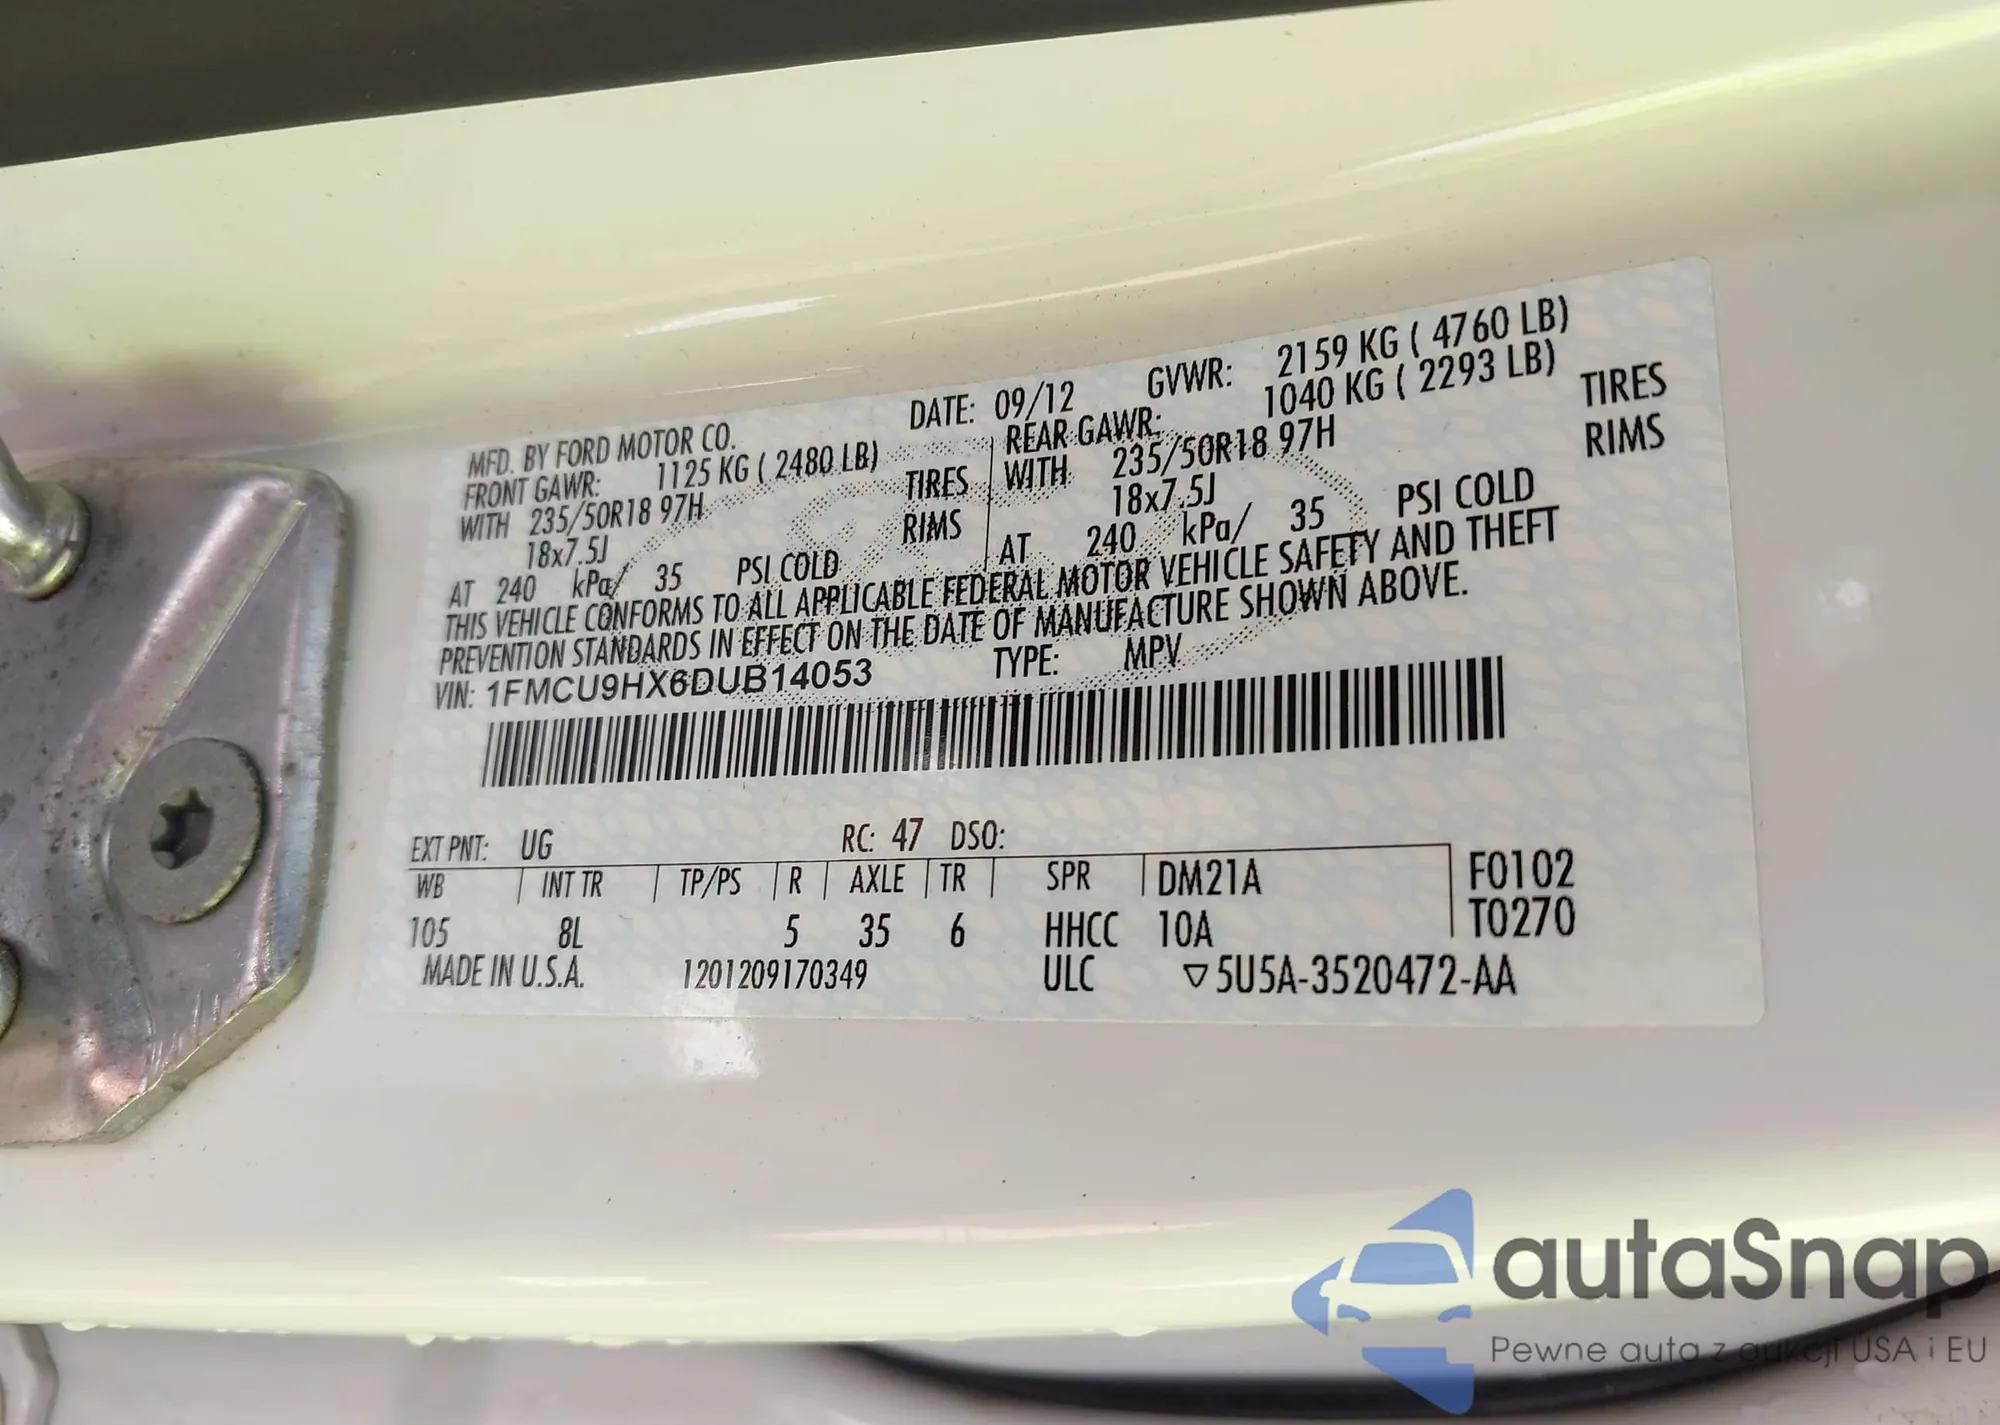 MFD. BY FORD MOTOR CO. DATE: 09/12 GVWR: 2159 KG ( 4760 LB)
FRONT GAWR: 1125 KG ( 2480 LB) REAR GAWR: 1040 KG ( 2293 LB)
WITH 235/50R18 97H TIRES WITH 235/50R18 97H TIRES
18x7.5J RIMS 18x7.5J RIMS
AT 240 kPa/ 35 PSI COLD AT 240 kPa/ 35 PSI COLD
THIS VEHICLE CONFORMS TO ALL APPLICABLE FEDERAL MOTOR VEHICLE SAFETY AND THEFT
PREVENTION STANDARDS IN EFFECT ON THE DATE OF MANUFACTURE SHOWN ABOVE.
VIN: 1FMCU9HX6DUB14053 TYPE: MPV
EXT PNT: UG RC: 47 DSO:
WB INT TR TP/PS R AXLE TR SPR DM21A F0102
105 8L 5 35 6 HHCC 10A T0270
MADE IN U.S.A. 1201209170349 ULC ▽5U5A-3520472-AA
autaSnap
Pewne auta z aukcji USA i EU